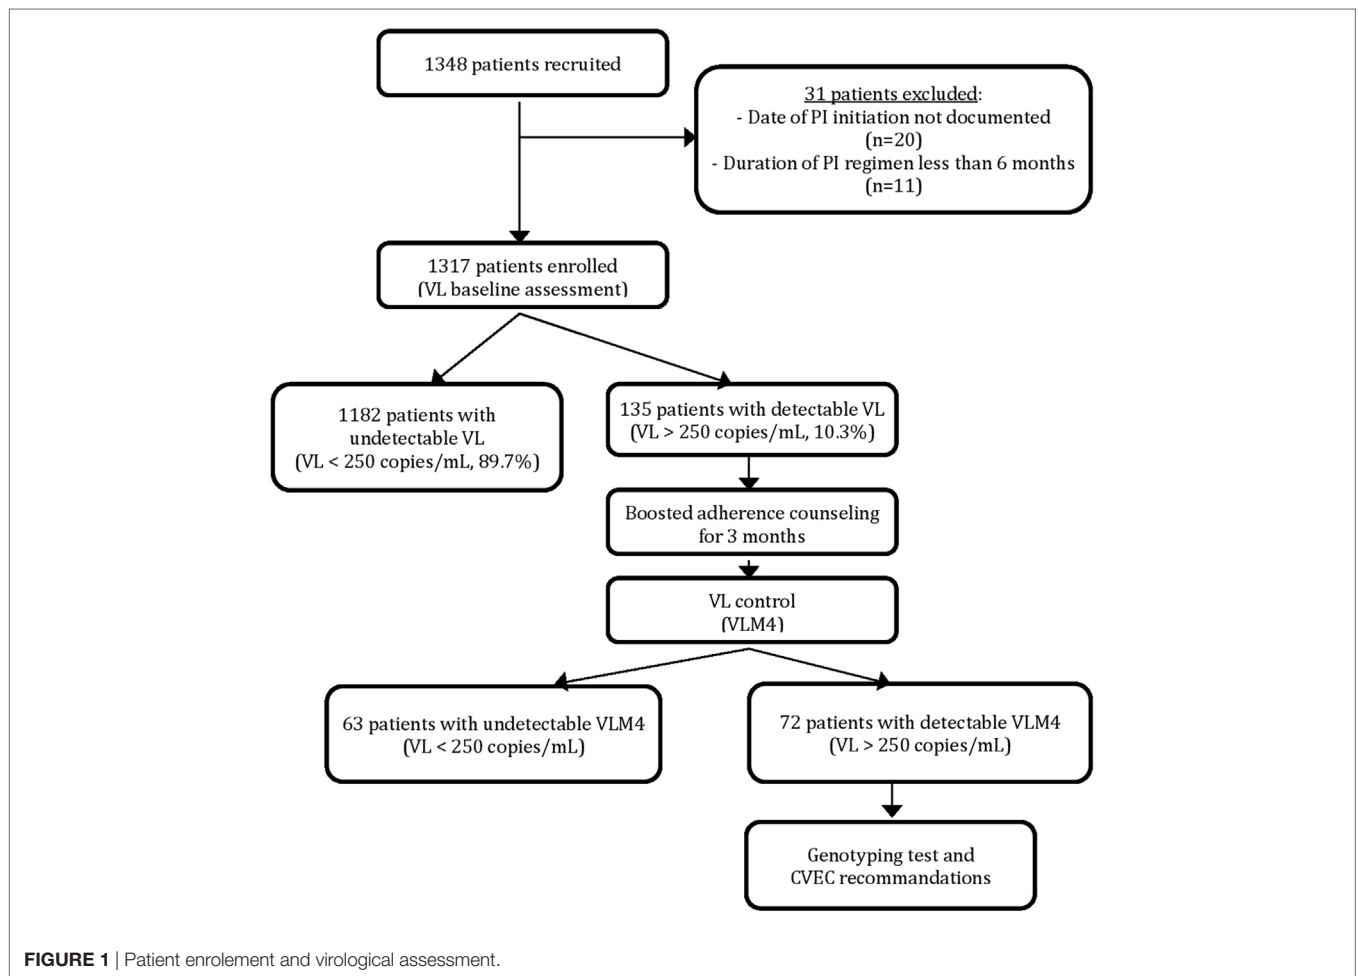 1348 patients recruited
31 patients excluded:
- Date of PI initiation not documented
(n=20)
- Duration of PI regimen less than 6 months
(n=11)
1317 patients enrolled
(VL baseline assessment)
1182 patients with
undetectable VL
(VL < 250 copies/mL, 89.7%)
135 patients with detectable VL
(VL > 250 copies/mL, 10.3%)
Boosted adherence counseling
for 3 months
VL control
(VLM4)
63 patients with undetectable VLM4
(VL < 250 copies/mL)
72 patients with detectable VLM4
(VL > 250 copies/mL)
Genotyping test and
CVEC recommandations
FIGURE 1 | Patient enrolement and virological assessment.